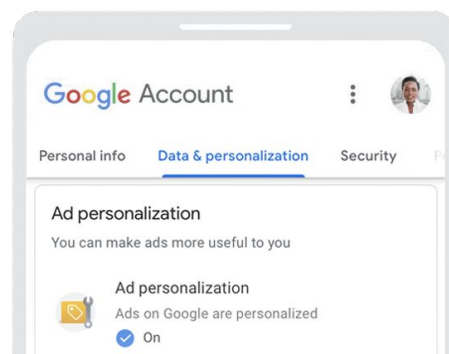 Google Account
Personal info Data & personalization Security
Ad personalization
You can make ads more useful to you
Ad personalization
Ads on Google are personalized
On